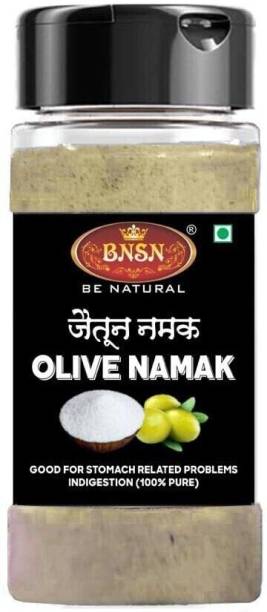 BNSN ®
BE NATURAL
जैतून नमक
OLIVE NAMAK
GOOD FOR STOMACH RELATED PROBLEMS
INDIGESTION (100% PURE)